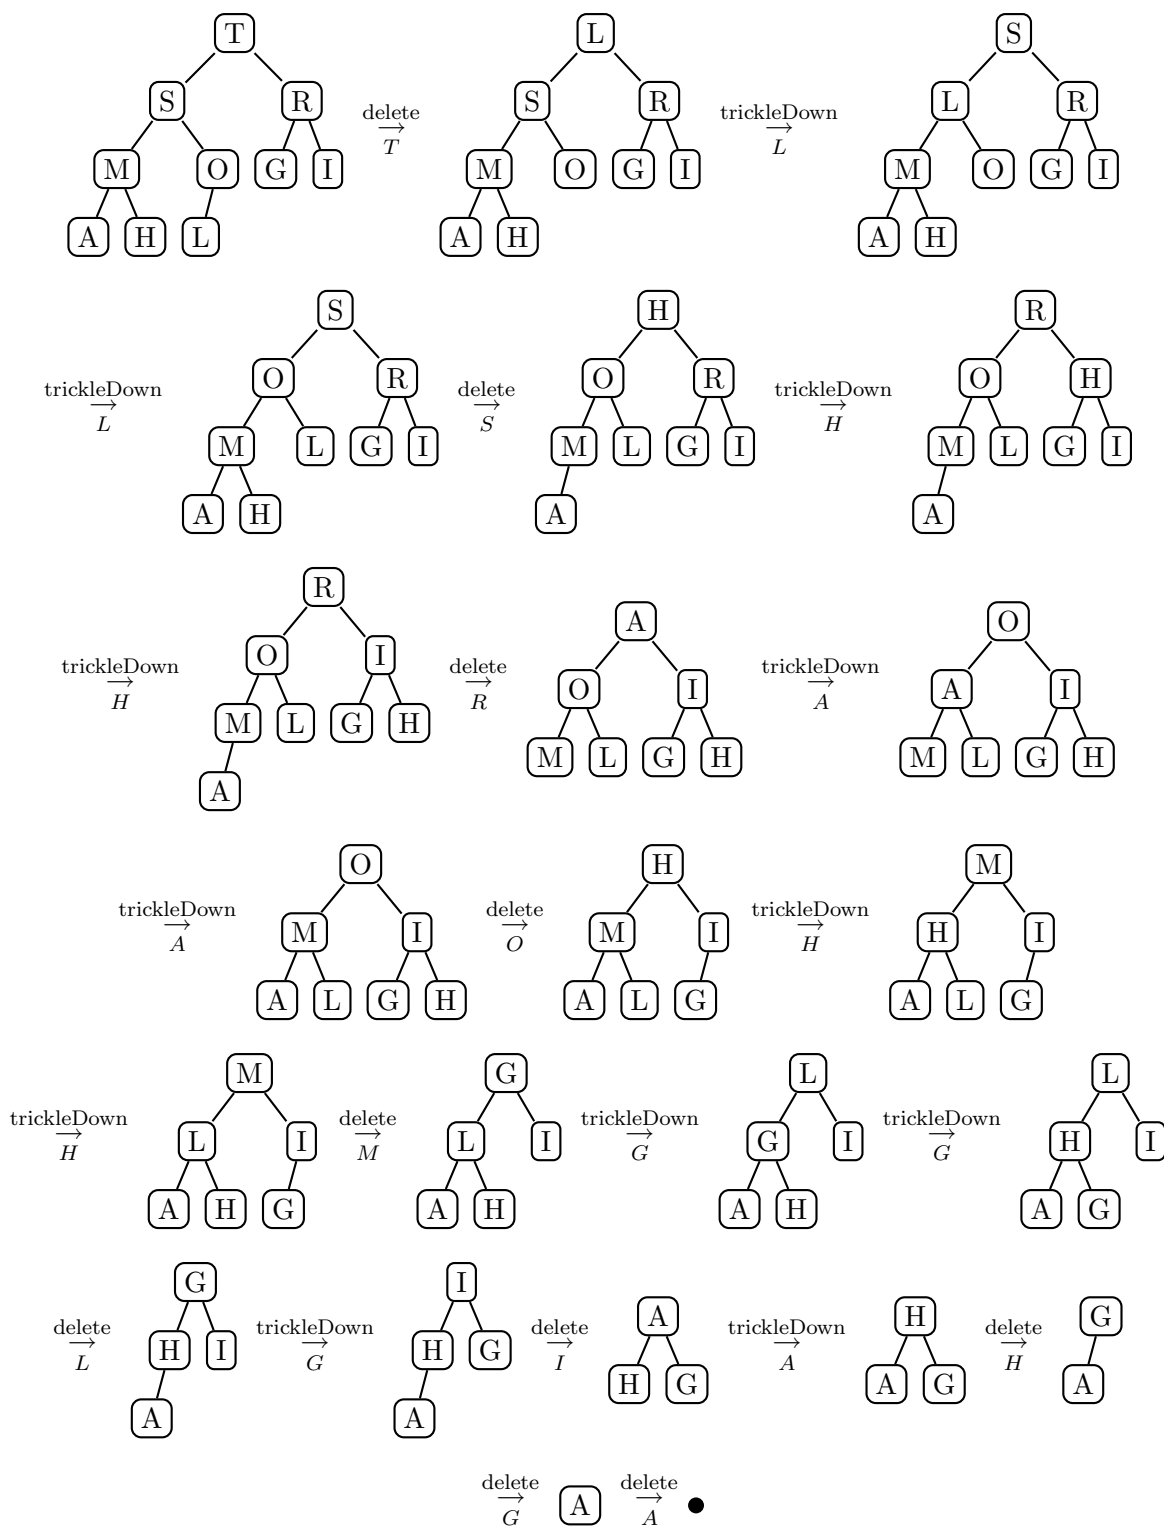 T L S
S R delete S R trickleDown L R
→ →
M O G I T M O G I L M O G I
A H L A H A H
S H R
trickleDown O R delete O R trickleDown O H
→ → →
L M L G I S M L G I H M L G I
A H A A
R
A O
trickleDown O I delete trickleDown
→ → →
H M L G H R O I A A I
A M L G H M L G H
O H M
trickleDown M I delete M I trickleDown H I
→ → →
A A L G H O A L G H A L G
M G L L
trickleDown L I delete L I trickleDown G I trickleDown H I
→ → → →
H A H G M A H G A H G A G
G I
delete trickleDown delete A trickleDown H delete G
→ → → → →
L H I G H G I H G A A G H A
A A
delete → G A delete → A ●